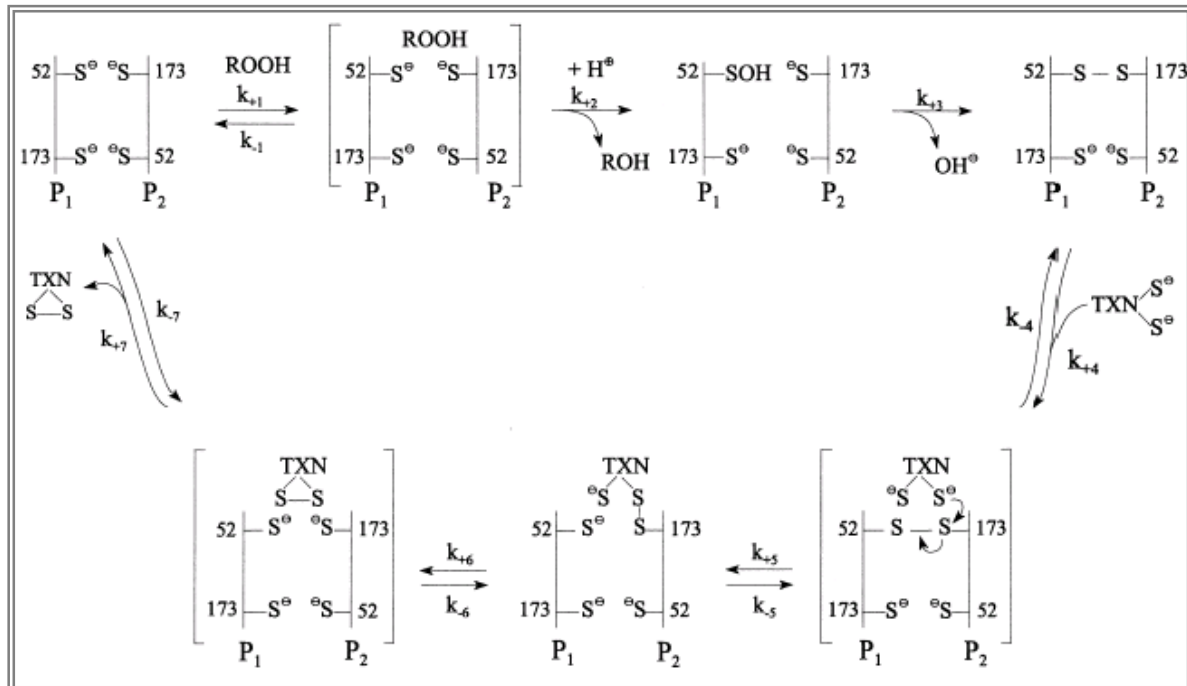 ROOH
ROOH
k₊₁
k₋₁
+ H⊕
k₊₂
ROH
k₊₃
OH⊖
52 S⊖ ⊖S 173
173 S⊖ ⊖S 52
P₁ P₂
52 S⊖ ⊖S 173
173 S⊖ ⊖S 52
P₁ P₂
52 SOH ⊖S 173
173 S⊖ ⊖S 52
P₁ P₂
52 S S 173
173 S⊖ ⊖S 52
P₁ P₂
TXN
S S
k₋₇
k₊₇
k₋₄
k₊₄
TXN S⊖
S⊖
TXN
S S
52 S⊖ ⊖S 173
173 S⊖ ⊖S 52
P₁ P₂
k₊₆
k₋₆
TXN
⊖S S
52 S⊖ S 173
173 S⊖ ⊖S 52
P₁ P₂
k₊₅
k₋₅
TXN
⊖S S⊖
52 S S 173
173 S⊖ ⊖S 52
P₁ P₂